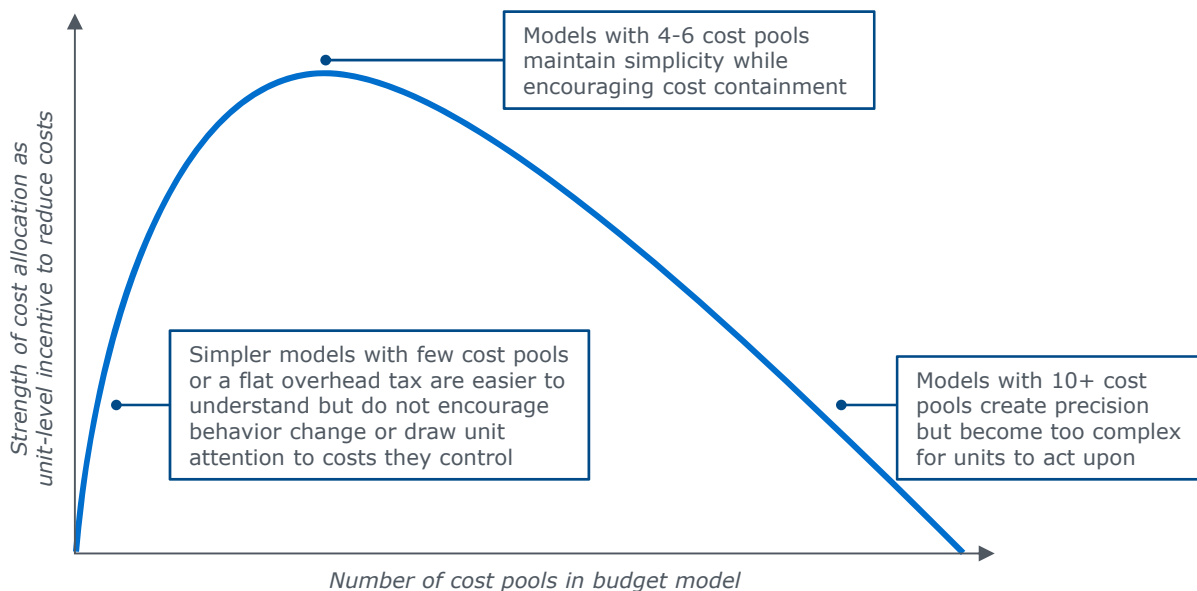 Models with 4-6 cost pools
maintain simplicity while
encouraging cost containment
Strength of cost allocation as
unit-level incentive to reduce costs
Simpler models with few cost pools
or a flat overhead tax are easier to
understand but do not encourage
behavior change or draw unit
attention to costs they control
Models with 10+ cost
pools create precision
but become too complex
for units to act upon
Number of cost pools in budget model